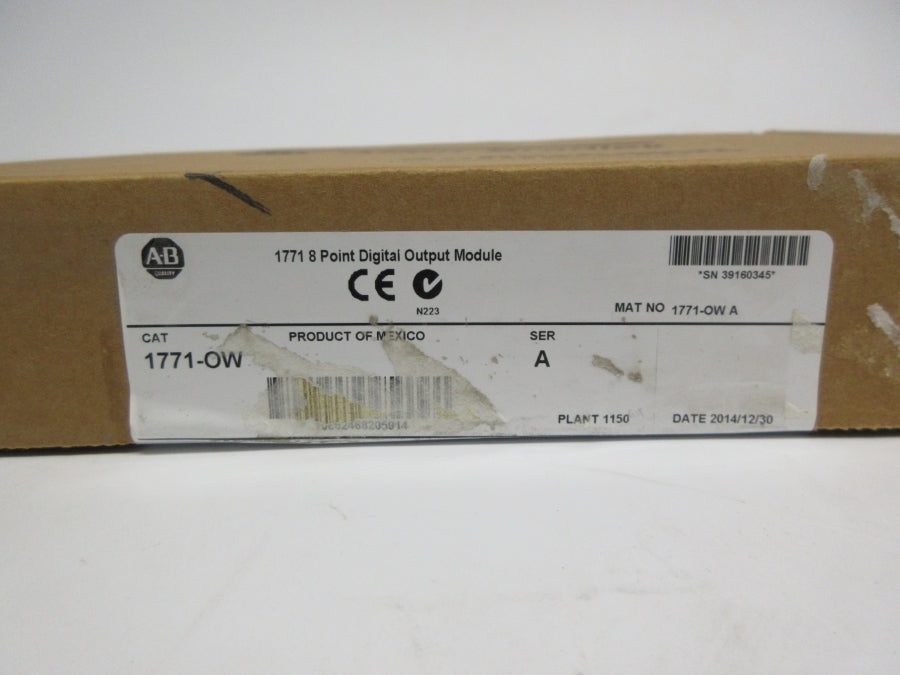 A-B
QUALITY
1771 8 Point Digital Output Module
*SN 39160345*
CE
N223
MAT NO 1771-OW A
CAT PRODUCT OF MEXICO SER
1771-OW A
PLANT 1150 DATE 2014/12/30